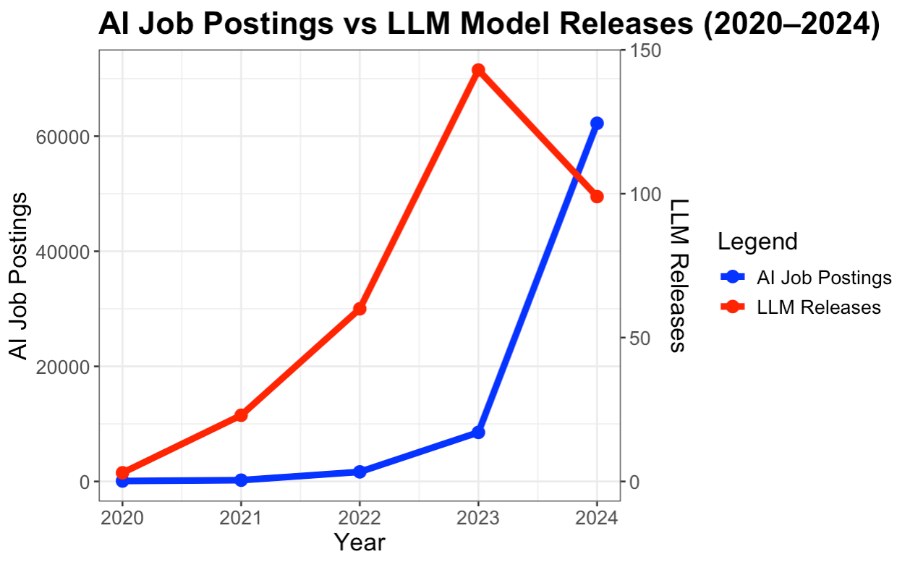 AI Job Postings vs LLM Model Releases (2020–2024)
AI Job Postings
60000
40000
20000
0
150
100
50
0
LLM Releases
2020 2021 2022 2023 2024
Year
Legend
AI Job Postings
LLM Releases